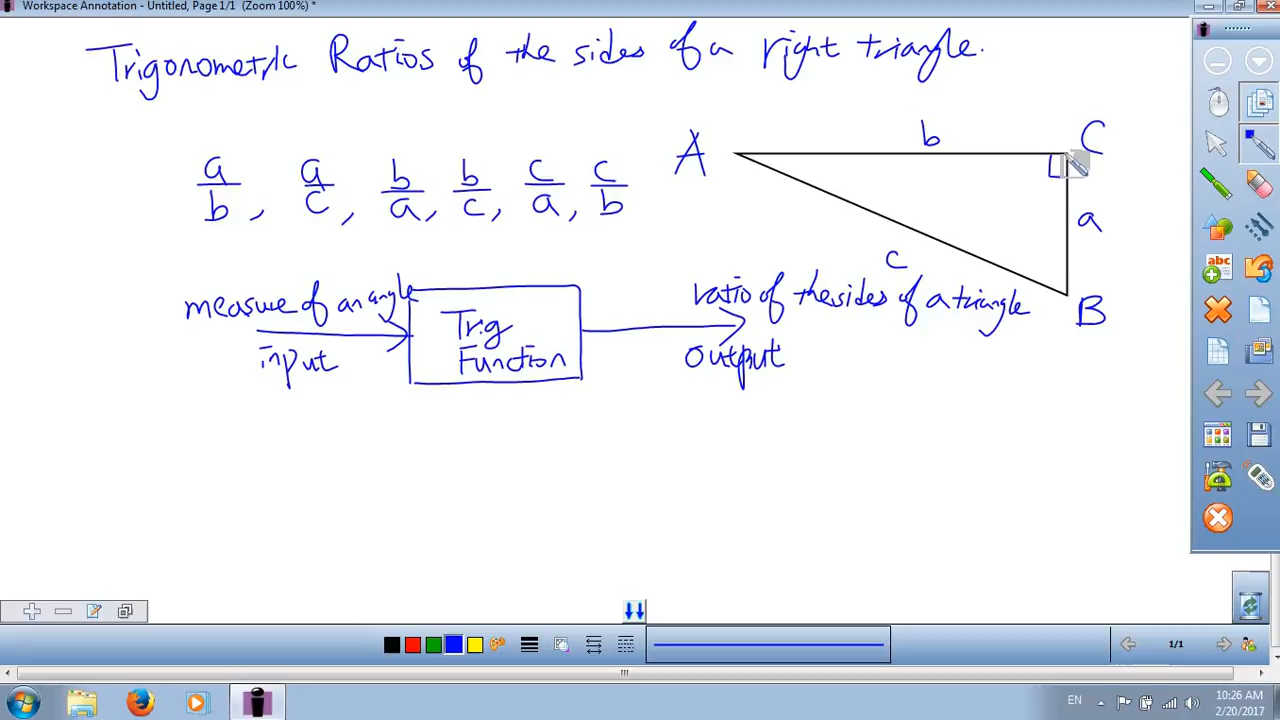 Workspace Annotation - Untitled, Page 1/1 (Zoom 100%) *
Trigonometric Ratios of the sides of a right triangle.
A b C
a/b, a/c, b/a, b/c, c/a, c/b
a
c
B
measure of an angle
input
Trig
Function
ratio of the sides of a triangle
output
abc
1/1
EN
10:26 AM
2/20/2017